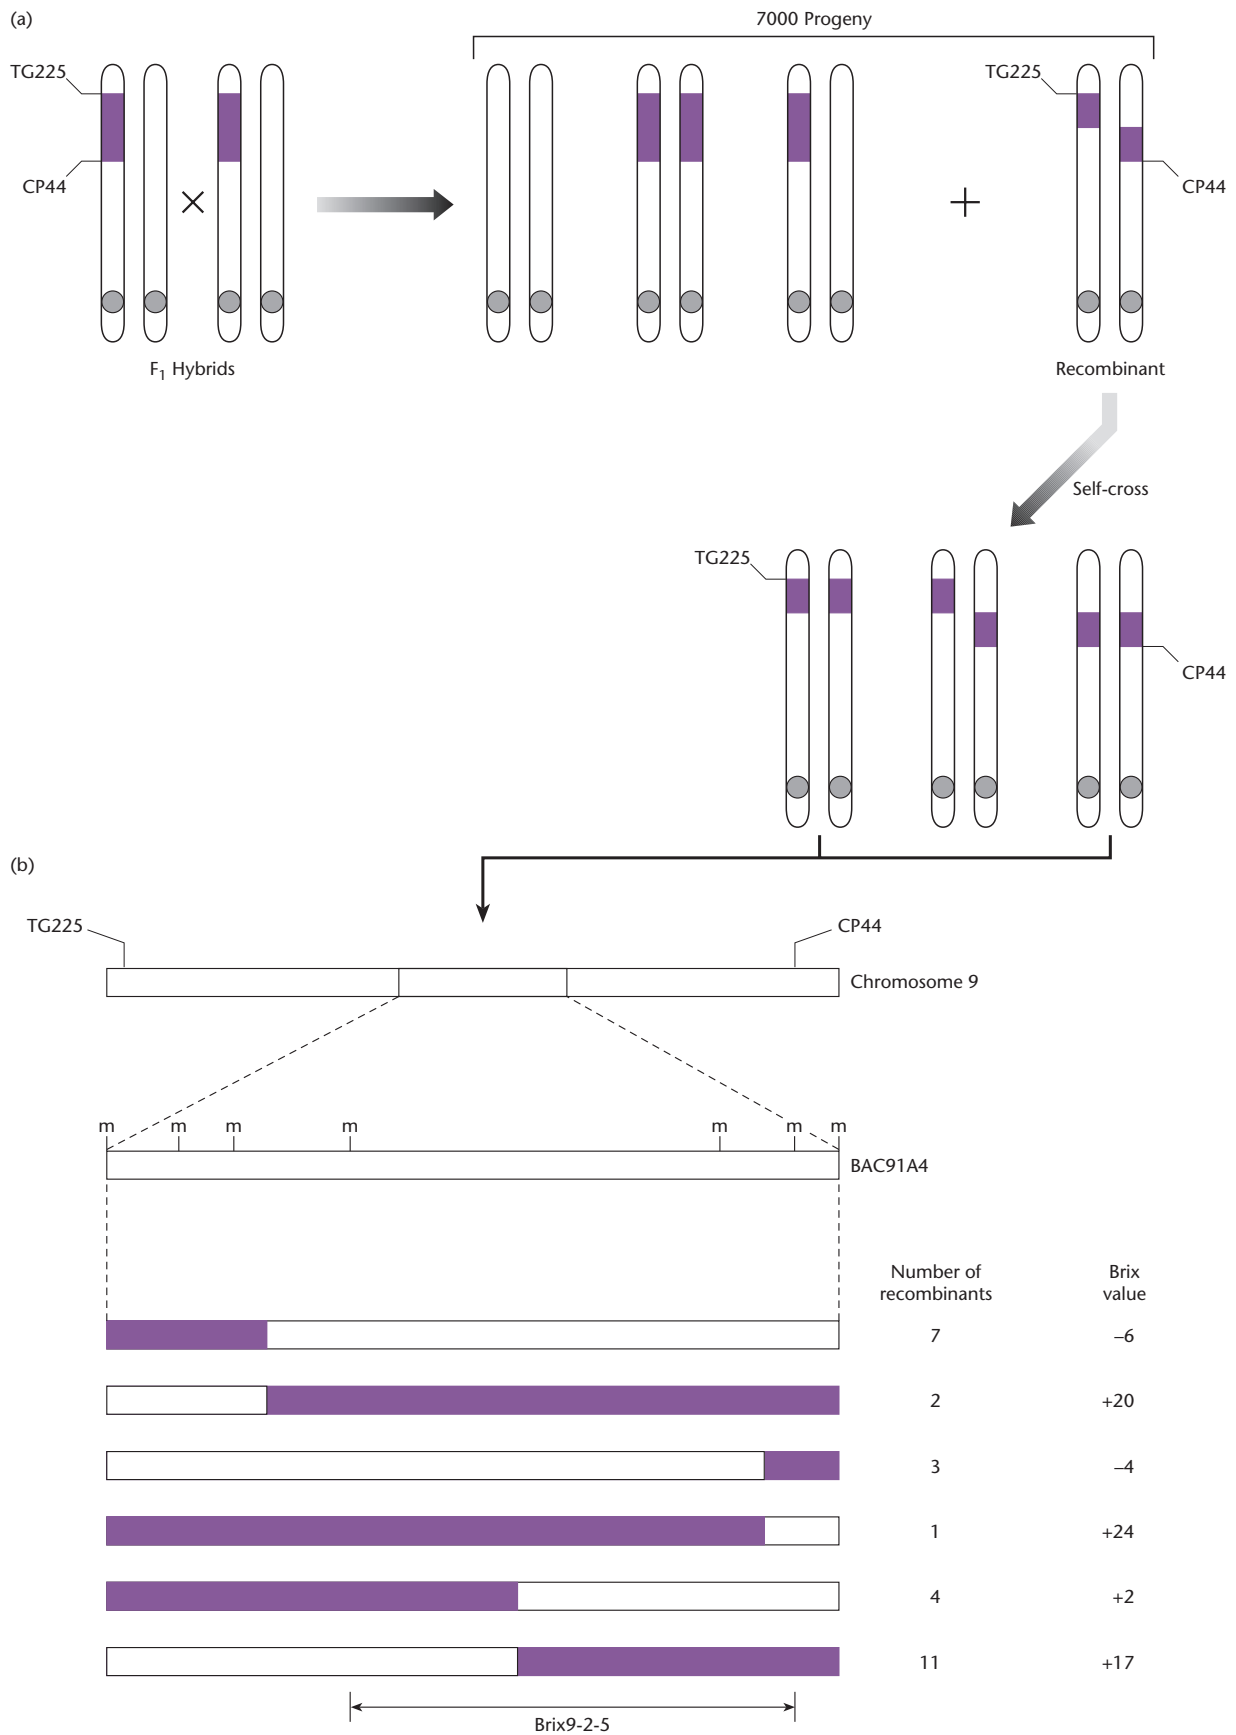 (a)
7000 Progeny
TG225
CP44
×
F1 Hybrids
TG225
CP44
+
Recombinant
Self-cross
TG225
CP44
(b)
TG225
CP44
Chromosome 9
m m m m m m m
BAC91A4
Number of recombinants
Brix value
7 –6
2 +20
3 –4
1 +24
4 +2
11 +17
Brix9-2-5